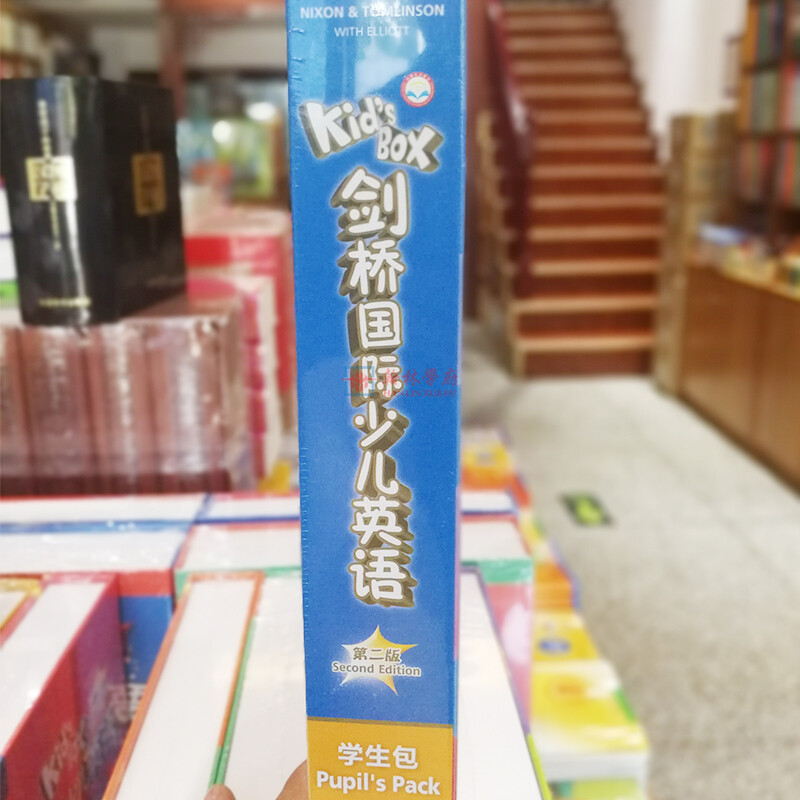 NIXON & TOMLINSON
WITH ELLIOTT
Kid's
Box
剑桥国际少儿英语
第二版
Second Edition
学生包
Pupil's Pack
Kid's